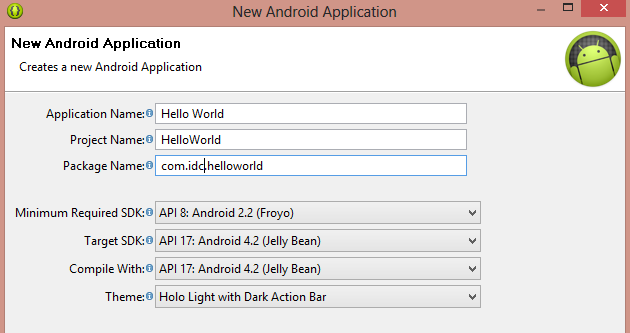 New Android Application
New Android Application
Creates a new Android Application
Application Name: Hello World
Project Name: HelloWorld
Package Name: com.idc.helloworld
Minimum Required SDK: API 8: Android 2.2 (Froyo)
Target SDK: API 17: Android 4.2 (Jelly Bean)
Compile With: API 17: Android 4.2 (Jelly Bean)
Theme: Holo Light with Dark Action Bar